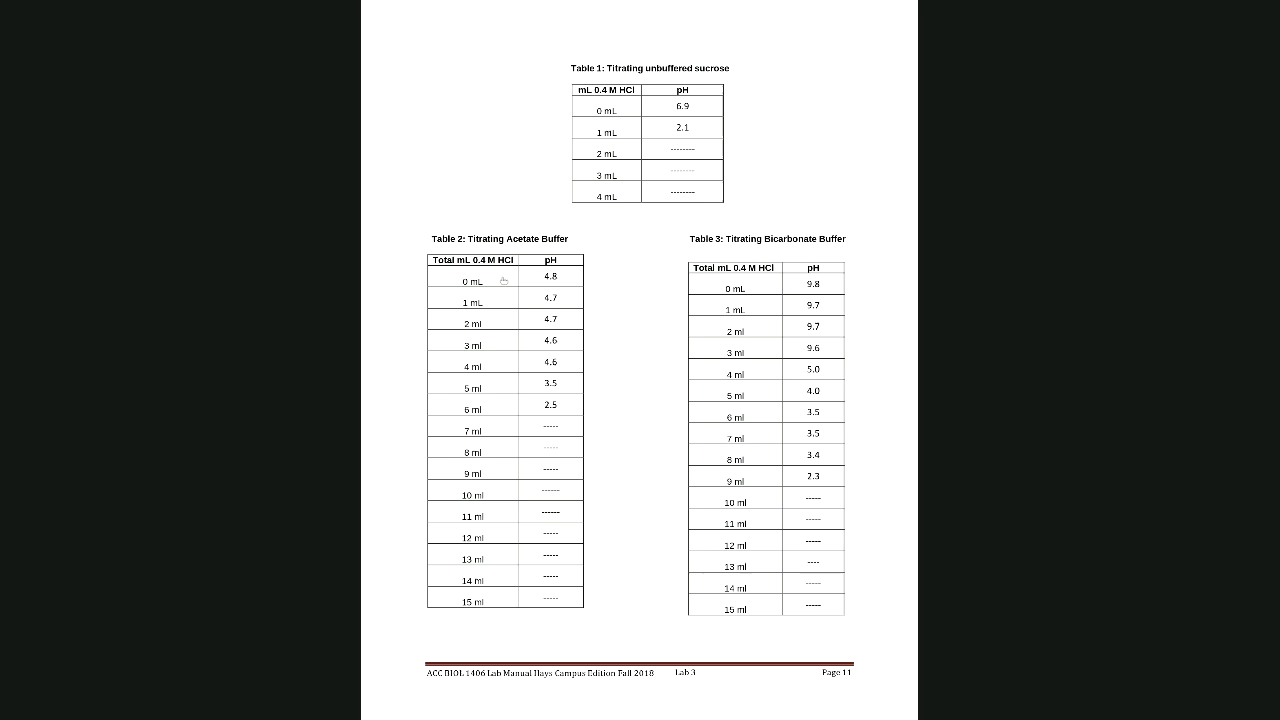 Table 1: Titrating unbuffered sucrose
mL 0.4 M HCl pH
0 mL 6.9
1 mL 2.1
2 mL --------
3 mL --------
4 mL --------
Table 2: Titrating Acetate Buffer
Total mL 0.4 M HCl pH
0 mL 4.8
1 mL 4.7
2 ml 4.7
3 ml 4.6
4 ml 4.6
5 ml 3.5
6 ml 2.5
7 ml -----
8 ml -----
9 ml -----
10 ml ------
11 ml ------
12 ml -----
13 ml -----
14 ml -----
15 ml -----
Table 3: Titrating Bicarbonate Buffer
Total mL 0.4 M HCl pH
0 mL 9.8
1 mL 9.7
2 ml 9.7
3 ml 9.6
4 ml 5.0
5 ml 4.0
6 ml 3.5
7 ml 3.5
8 ml 3.4
9 ml 2.3
10 ml -----
11 ml -----
12 ml -----
13 ml ----
14 ml -----
15 ml -----
ACC BIOL 1406 Lab Manual Hays Campus Edition Fall 2018 Lab 3 Page 11